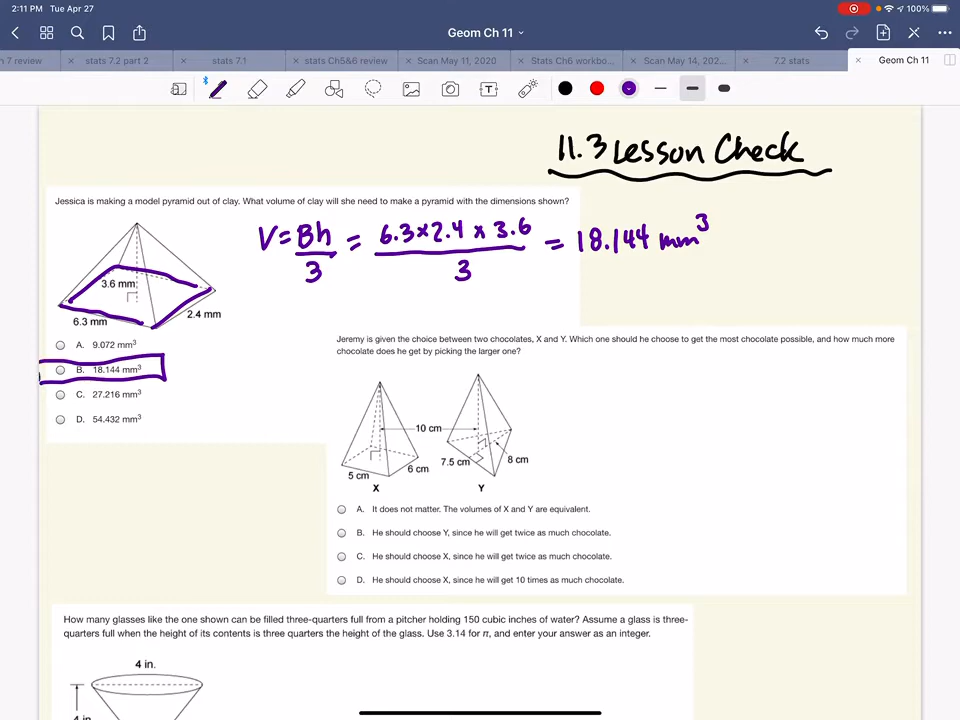 2:11 PM Tue Apr 27
100%
Geom Ch 11
n 7 review
stats 7.2 part 2
stats 7.1
stats Ch5&6 review
Scan May 11, 2020
Stats Ch6 workbo...
Scan May 14, 202...
7.2 stats
Geom Ch 11
11.3 Lesson Check
Jessica is making a model pyramid out of clay. What volume of clay will she need to make a pyramid with the dimensions shown?
V = Bh/3 = 6.3 x 2.4 x 3.6/3 = 18.144 mm³
3.6 mm
6.3 mm
2.4 mm
A. 9.072 mm³
B. 18.144 mm³
C. 27.216 mm³
D. 54.432 mm³
Jeremy is given the choice between two chocolates, X and Y. Which one should he choose to get the most chocolate possible, and how much more
chocolate does he get by picking the larger one?
10 cm
5 cm
6 cm
7.5 cm
8 cm
X
Y
A. It does not matter. The volumes of X and Y are equivalent.
B. He should choose Y, since he will get twice as much chocolate.
C. He should choose X, since he will get twice as much chocolate.
D. He should choose X, since he will get 10 times as much chocolate.
How many glasses like the one shown can be filled three-quarters full from a pitcher holding 150 cubic inches of water? Assume a glass is three-
quarters full when the height of its contents is three quarters the height of the glass. Use 3.14 for π, and enter your answer as an integer.
4 in.
4 in.